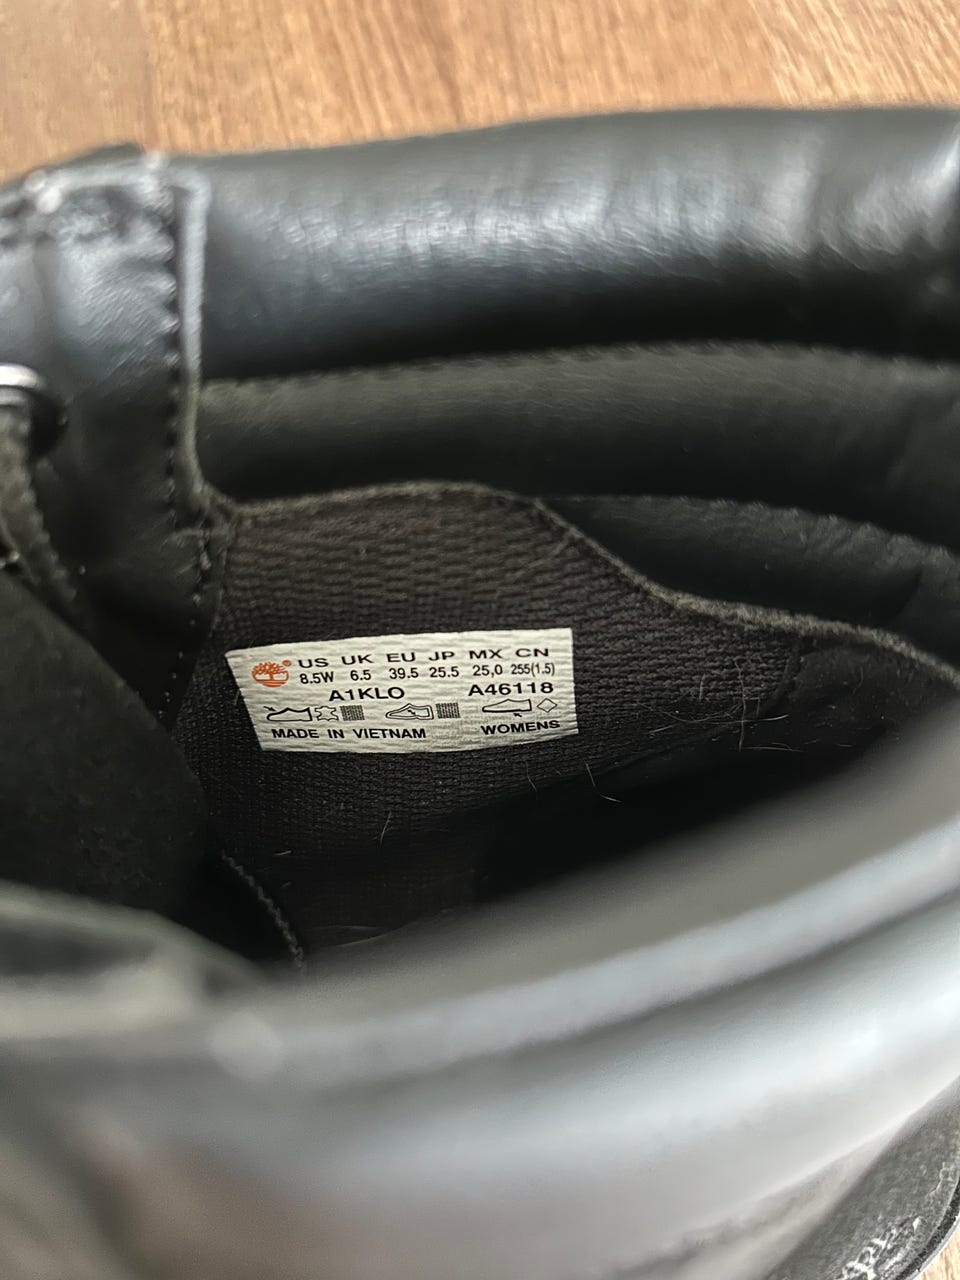 US UK EU JP MX CN
8.5W 6.5 39.5 25.5 25,0 255(1.5)
A1KLO A46118
MADE IN VIETNAM WOMENS